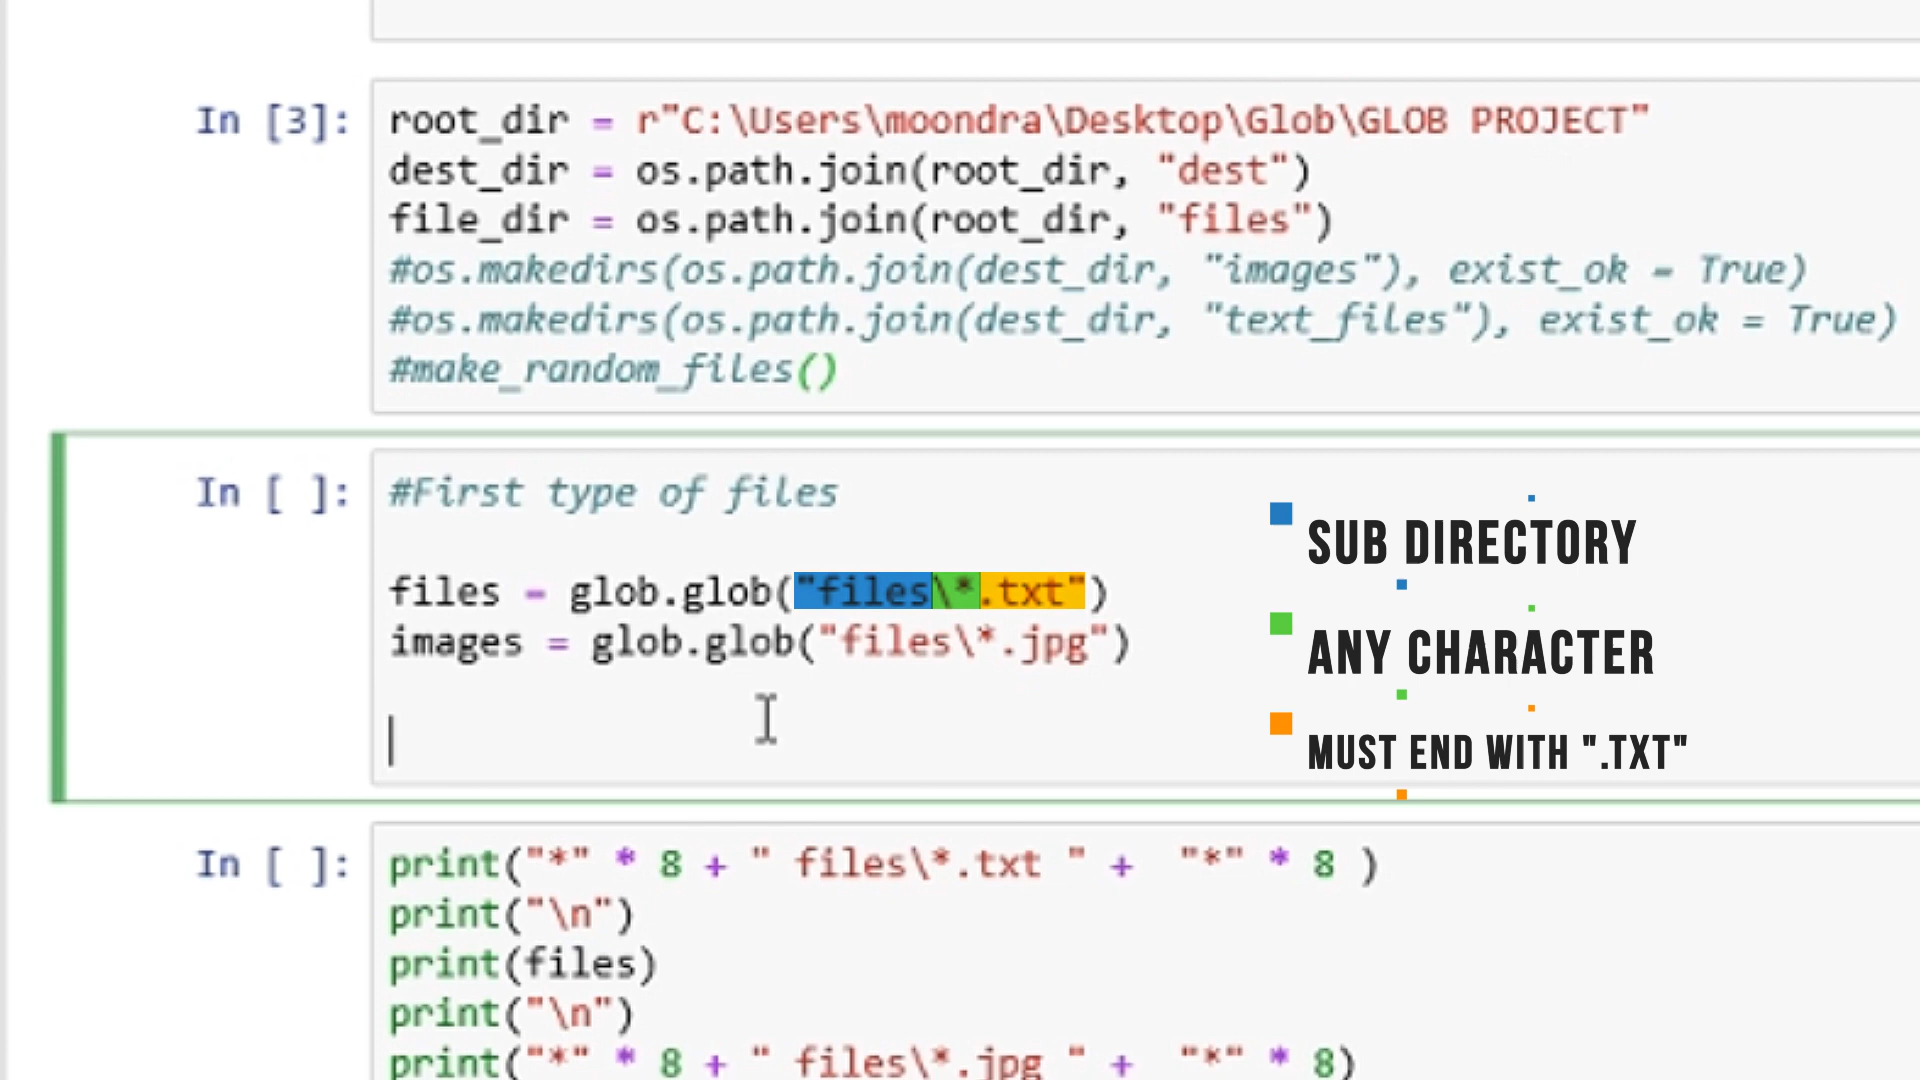 In [3]:
root_dir = r"C:\Users\moondra\Desktop\Glob\GLOB PROJECT"
dest_dir = os.path.join(root_dir, "dest")
file_dir = os.path.join(root_dir, "files")
#os.makedirs(os.path.join(dest_dir, "images"), exist_ok = True)
#os.makedirs(os.path.join(dest_dir, "text_files"), exist_ok = True)
#make_random_files()
In [ ]:
#First type of files
files = glob.glob("files\*.txt")
images = glob.glob("files\*.jpg")
SUB DIRECTORY
ANY CHARACTER
MUST END WITH ".TXT"
In [ ]:
print("*" * 8 + " files\*.txt " +  "*" * 8 )
print("\n")
print(files)
print("\n")
print("*" * 8 + " files\*.jpg " +  "*" * 8)